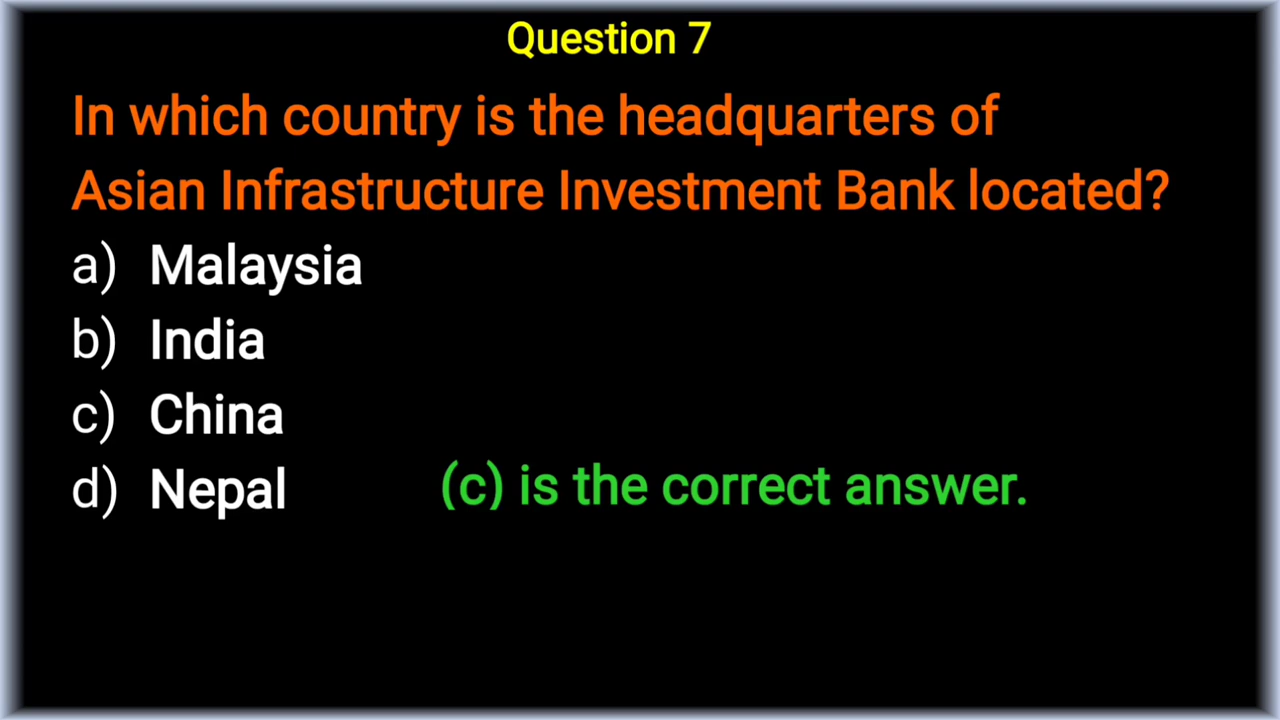 Question 7
In which country is the headquarters of
Asian Infrastructure Investment Bank located?
a) Malaysia
b) India
c) China
d) Nepal (c) is the correct answer.